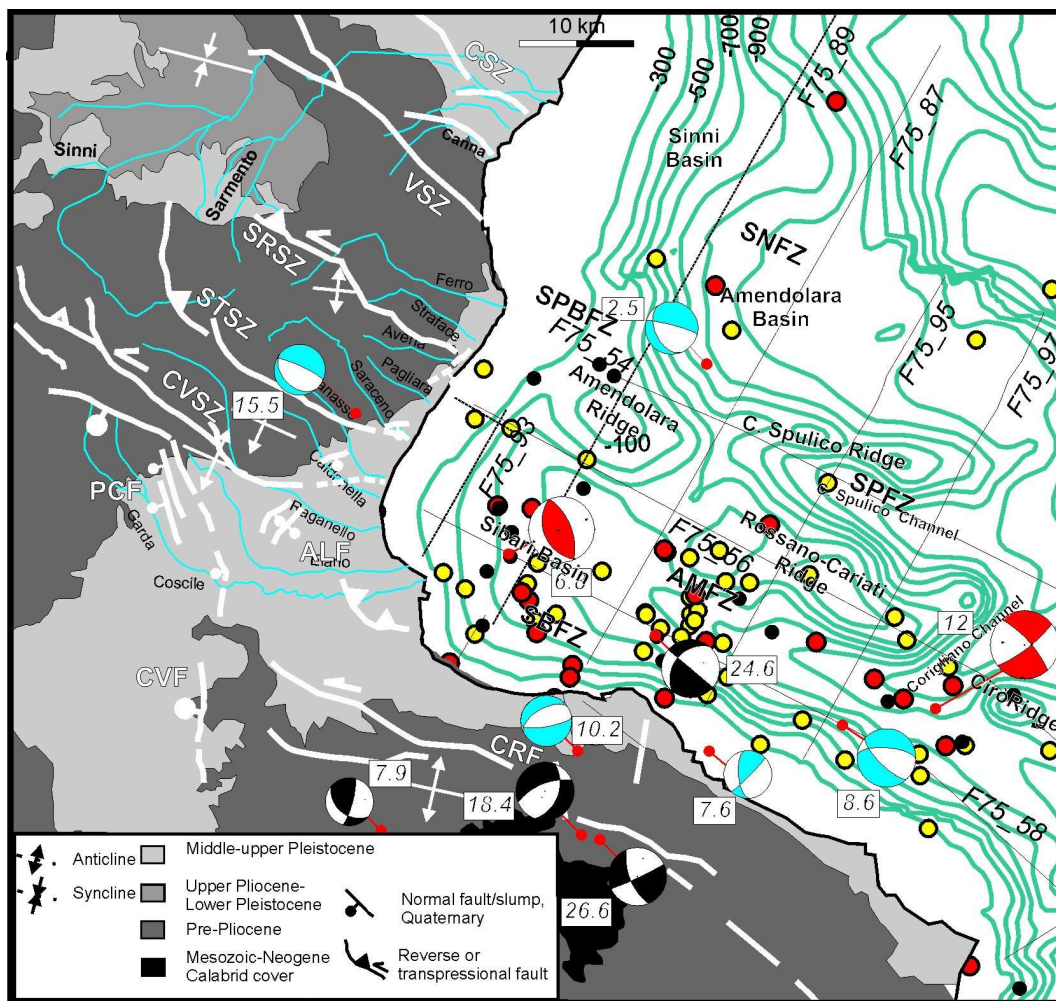 10 km
-300
-500
-700
-900
F75_89
F75_87
CSZ
Canna
Sinni
Sarmento
VSZ
Sinni
Basin
SRSZ
SNFZ
Ferro
Straface
Avena
Pagliara
Saraceno
STSZ
SPBFZ
2.5
Amendolara
Basin
F75_54
F75_95
F75_97
Amendolara
Ridge
-100
15.5
CVSZ
C. Spulico Ridge
SPFZ
C. Spulico Channel
F75_93
PCF
Garda
Caldanella
Raganello
ALF
Coscile
Sibari Basin
F75_56
Rossano-Cariati
Ridge
AMFZ
SBFZ
12
Corigliano Channel
Cirò Ridge
24.6
CVF
CRF
10.2
7.9
18.4
7.6
8.6
F75_58
26.6
Anticline
Syncline
Middle-upper Pleistocene
Upper Pliocene-
Lower Pleistocene
Pre-Pliocene
Mesozoic-Neogene
Calabrid cover
Normal fault/slump,
Quaternary
Reverse or
transpressional fault